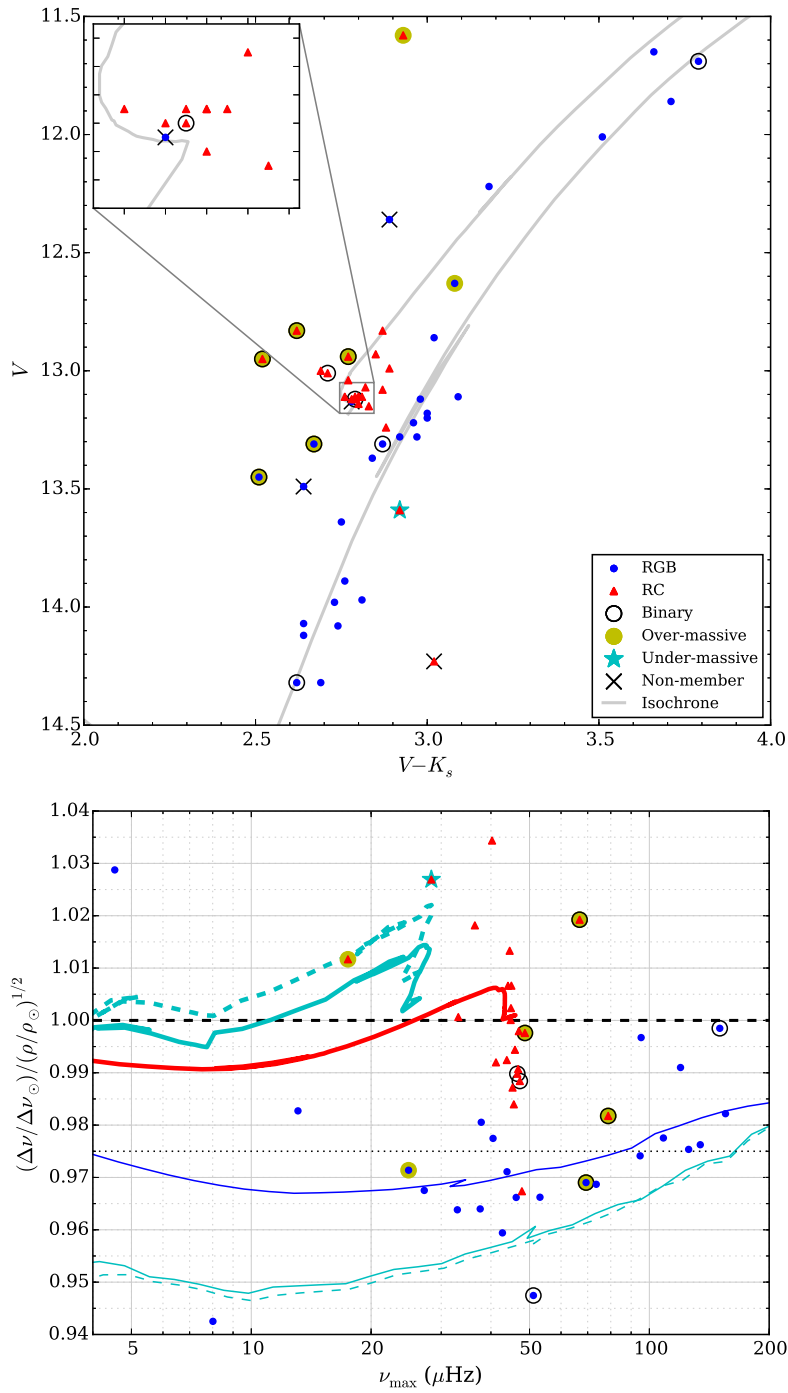 11.5
12.0
12.5
13.0
13.5
14.0
14.5
V
2.0
2.5
3.0
3.5
4.0
V−Ks
RGB
RC
Binary
Over-massive
Under-massive
Non-member
Isochrone
1.04
1.03
1.02
1.01
1.00
0.99
0.98
0.97
0.96
0.95
0.94
(Δν/Δν⊙)/(ρ/ρ⊙)^1/2
5
10
20
50
100
200
νmax (μHz)